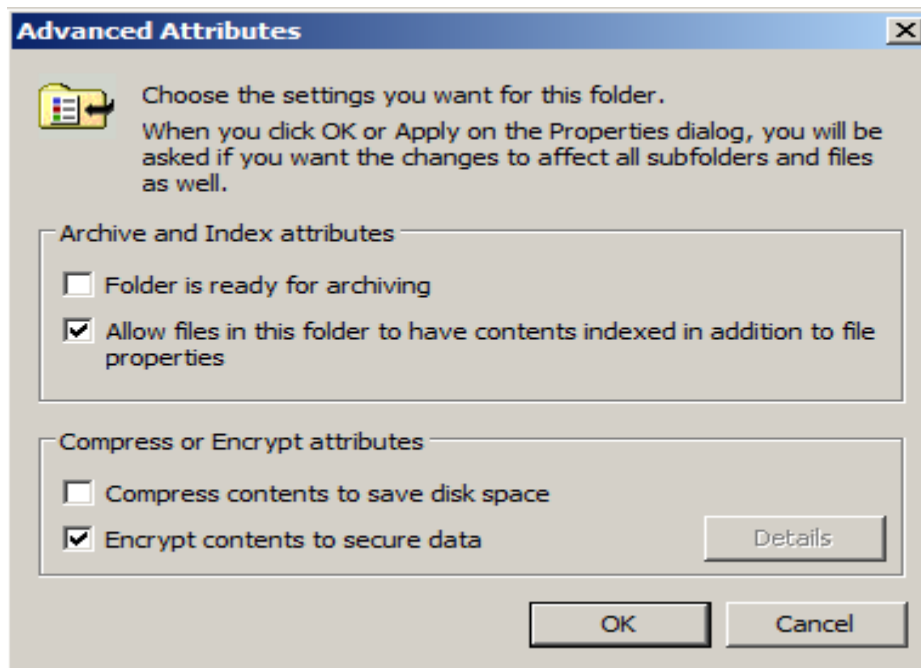 Advanced Attributes
Choose the settings you want for this folder.
When you click OK or Apply on the Properties dialog, you will be
asked if you want the changes to affect all subfolders and files
as well.
Archive and Index attributes
Folder is ready for archiving
Allow files in this folder to have contents indexed in addition to file
properties
Compress or Encrypt attributes
Compress contents to save disk space
Encrypt contents to secure data
Details
OK
Cancel